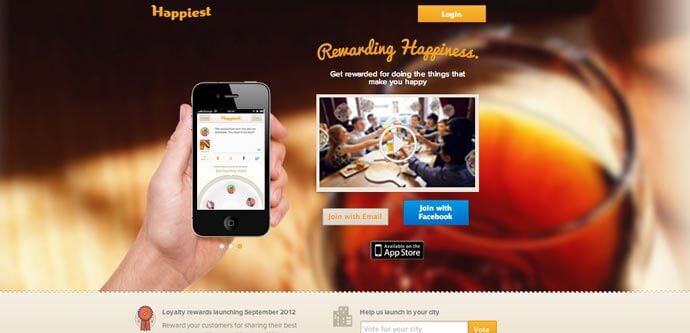 Happiest
Login
Rewarding Happiness.
Get rewarded for doing the things that
make you happy
Happiest
Join with Email
Join with
Facebook
Available on the
App Store
Loyalty rewards launching September 2012
Reward your customers for sharing their best
Help us launch in your city
Vote for your city
Vote